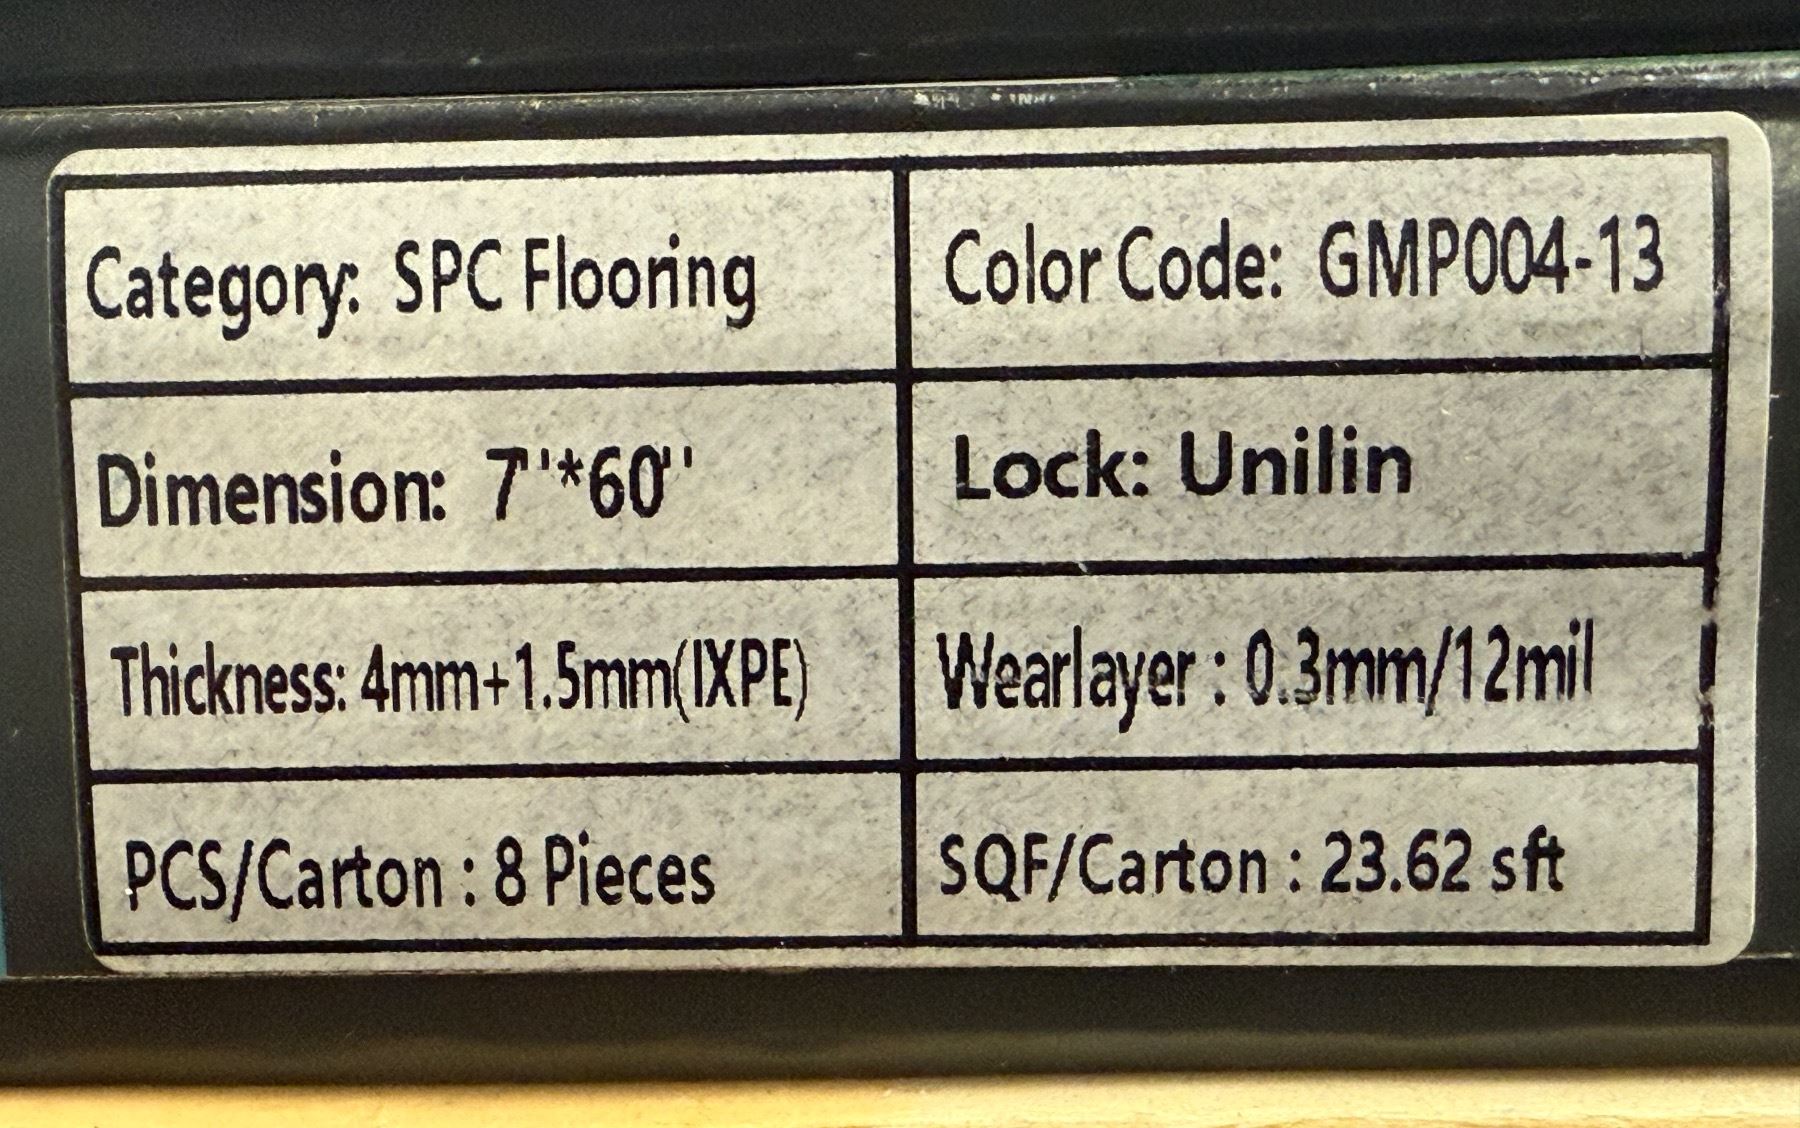 Category: SPC Flooring
Color Code: GMP004-13
Dimension: 7''*60''
Lock: Unilin
Thickness: 4mm+1.5mm(IXPE)
Wearlayer : 0.3mm/12mil
PCS/Carton : 8 Pieces
SQF/Carton : 23.62 sft